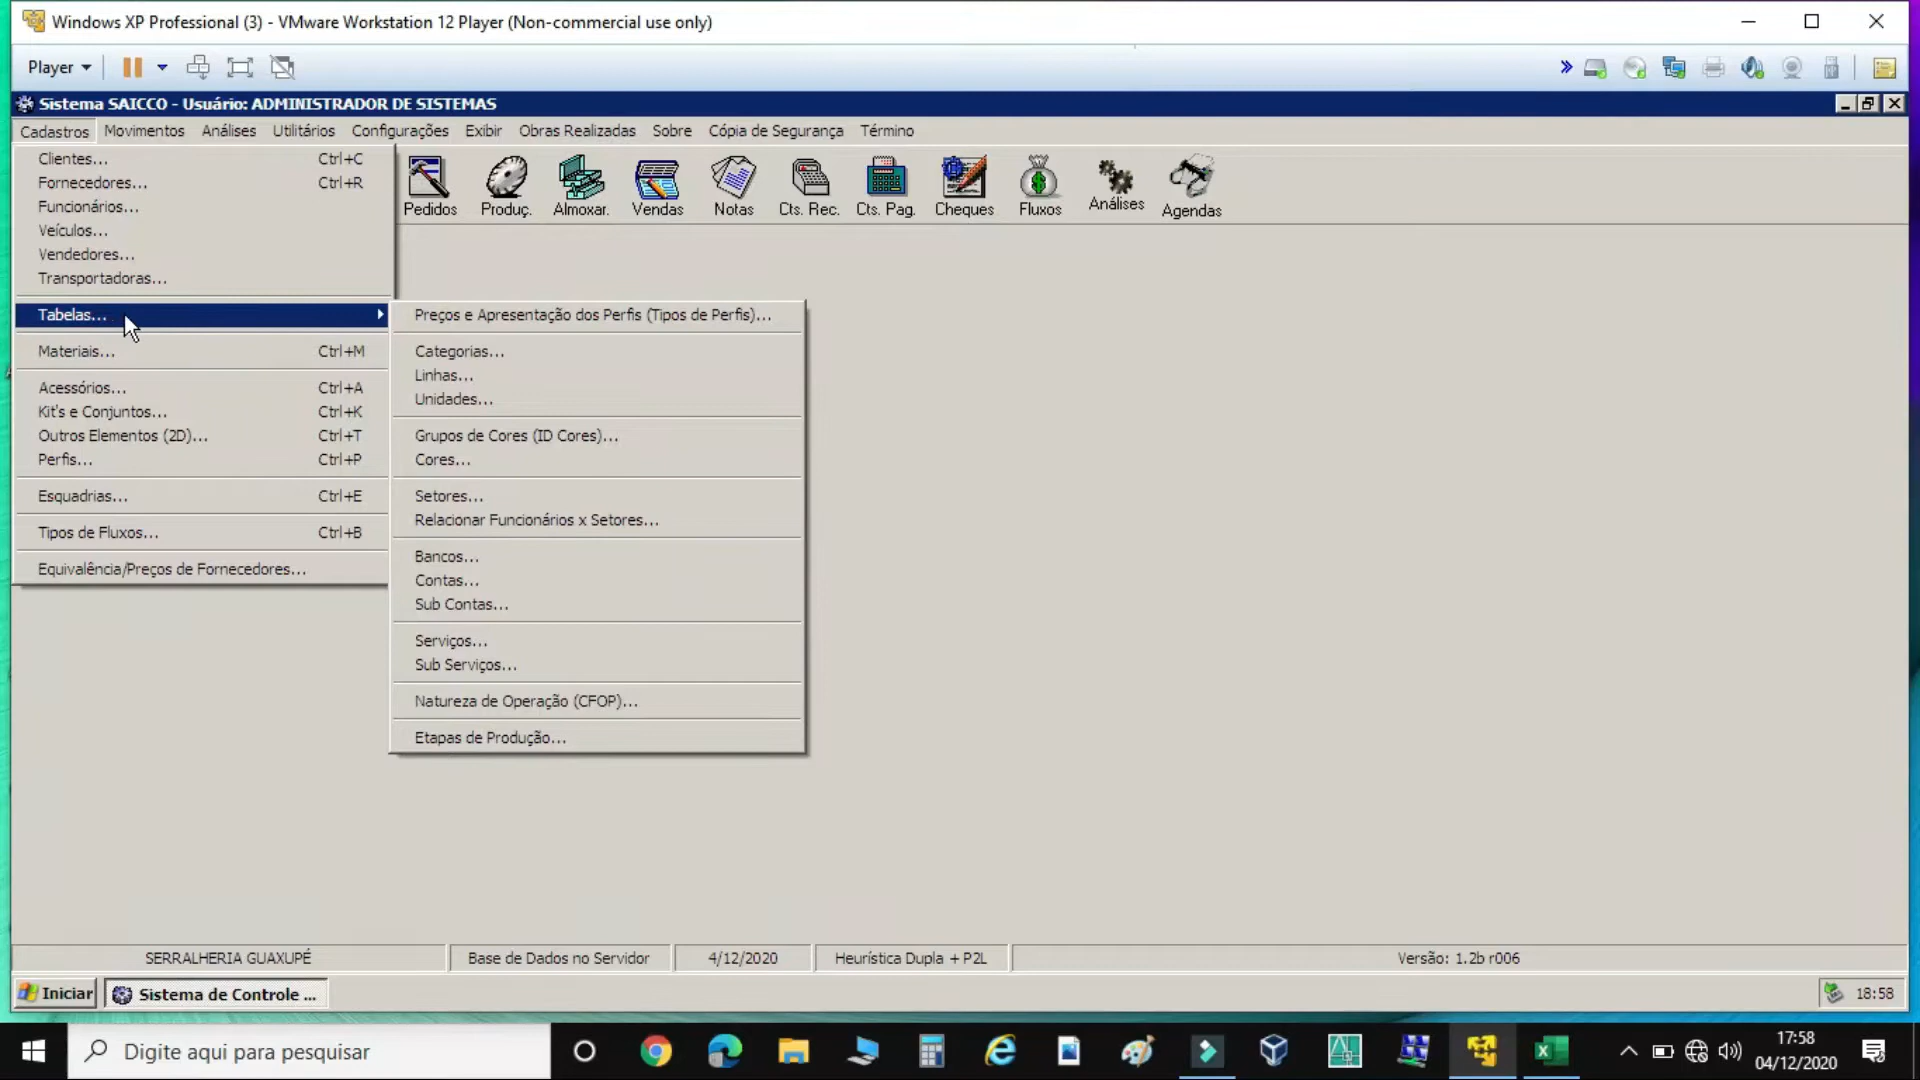 Windows XP Professional (3) - VMware Workstation 12 Player (Non-commercial use only)
Player
Sistema SAICCO - Usuário: ADMINISTRADOR DE SISTEMAS
Cadastros Movimentos Análises Utilitários Configurações Exibir Obras Realizadas Sobre Cópia de Segurança Término
Pedidos Produç. Almoxar. Vendas Notas Cts. Rec. Cts. Pag. Cheques Fluxos Análises Agendas
Clientes... Ctrl+C
Fornecedores... Ctrl+R
Funcionários...
Veículos...
Vendedores...
Transportadoras...
Tabelas...
Materiais... Ctrl+M
Acessórios... Ctrl+A
Kit's e Conjuntos... Ctrl+K
Outros Elementos (2D)... Ctrl+T
Perfis... Ctrl+P
Esquadrias... Ctrl+E
Tipos de Fluxos... Ctrl+B
Equivalência/Preços de Fornecedores...
Preços e Apresentação dos Perfis (Tipos de Perfis)...
Categorias...
Linhas...
Unidades...
Grupos de Cores (ID Cores)...
Cores...
Setores...
Relacionar Funcionários x Setores...
Bancos...
Contas...
Sub Contas...
Serviços...
Sub Serviços...
Natureza de Operação (CFOP)...
Etapas de Produção...
SERRALHERIA GUAXUPÉ Base de Dados no Servidor 4/12/2020 Heurística Dupla + P2L Versão: 1.2b r006
Iniciar Sistema de Controle ... 18:58
Digite aqui para pesquisar
17:58
04/12/2020